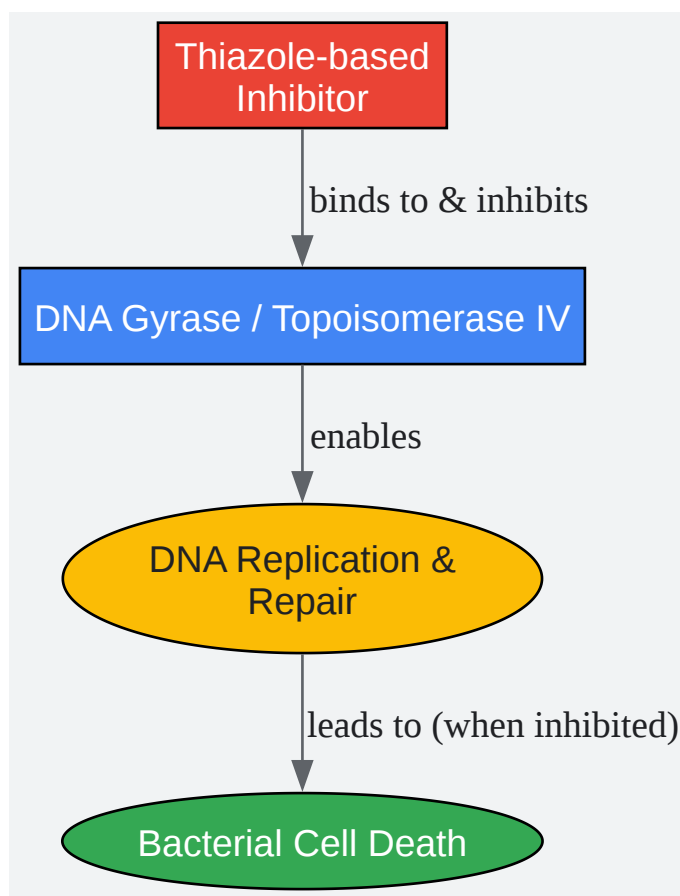 Thiazole-based
Inhibitor
binds to & inhibits
DNA Gyrase / Topoisomerase IV
enables
DNA Replication &
Repair
leads to (when inhibited)
Bacterial Cell Death